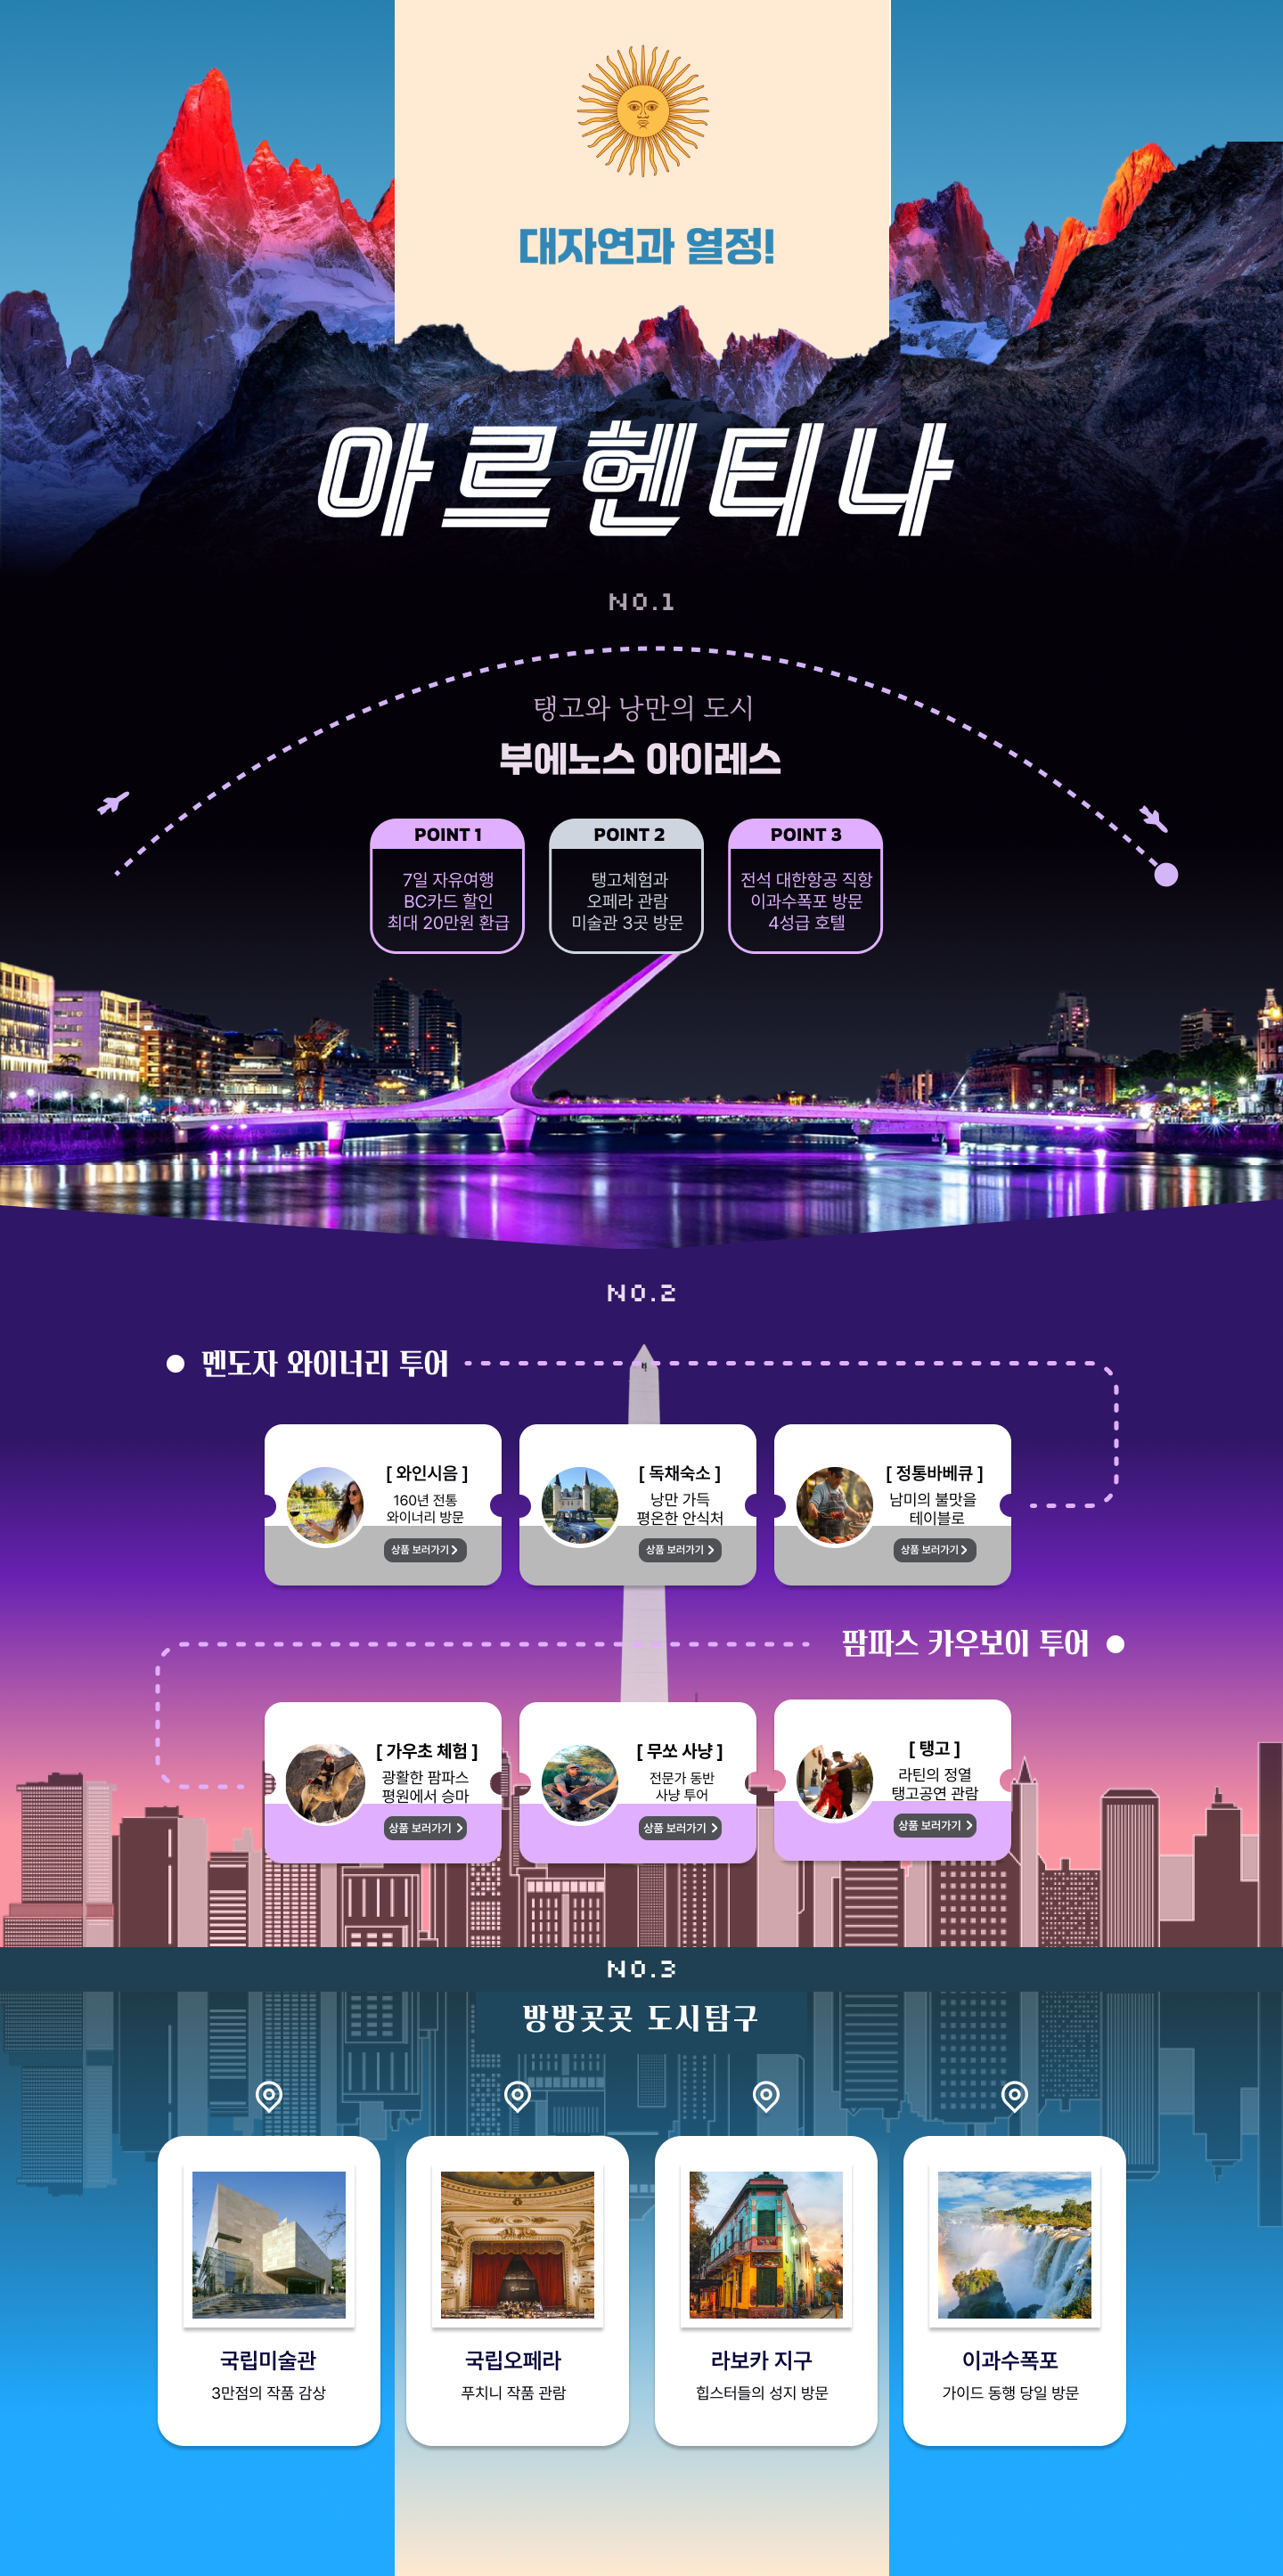 대자연과 열정!
아르헨티나
NO.1
탱고와 낭만의 도시
부에노스 아이레스
POINT 1
7일 자유여행
BC카드 할인
최대 20만원 환급
POINT 2
탱고체험과
오페라 관람
미술관 3곳 방문
POINT 3
전석 대한항공 직항
이과수폭포 방문
4성급 호텔
NO.2
멘도자 와이너리 투어
[ 와인시음 ]
160년 전통
와이너리 방문
상품 보러가기
[ 독채숙소 ]
낭만 가득
평온한 안식처
상품 보러가기
[ 정통바베큐 ]
남미의 불맛을
테이블로
상품 보러가기
팜파스 카우보이 투어
[ 가우초 체험 ]
광활한 팜파스
평원에서 승마
상품 보러가기
[ 무쏘 사냥 ]
전문가 동반
사냥 투어
상품 보러가기
[ 탱고 ]
라틴의 정열
탱고공연 관람
상품 보러가기
NO.3
방방곳곳 도시탐구
국립미술관
3만점의 작품 감상
국립오페라
푸치니 작품 관람
라보카 지구
힙스터들의 성지 방문
이과수폭포
가이드 동행 당일 방문